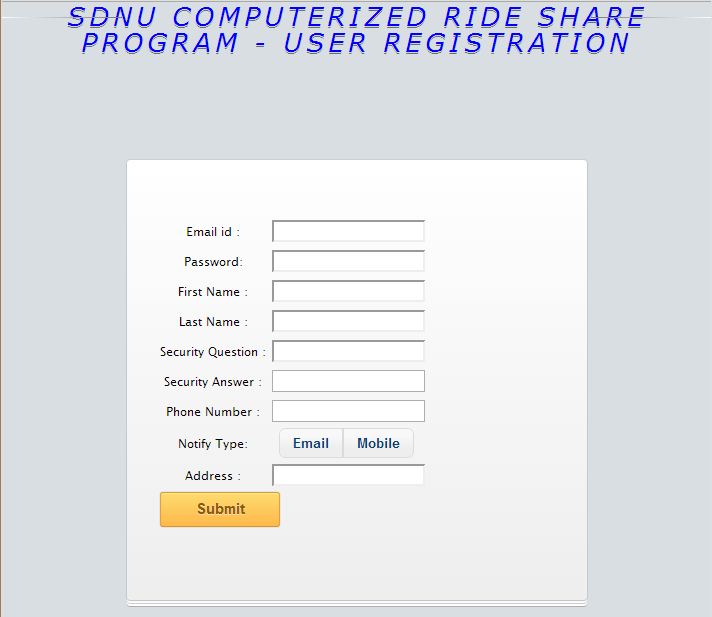 SDNU COMPUTERIZED RIDE SHARE
PROGRAM - USER REGISTRATION
Email id :
Password:
First Name :
Last Name :
Security Question :
Security Answer :
Phone Number :
Notify Type: Email Mobile
Address :
Submit